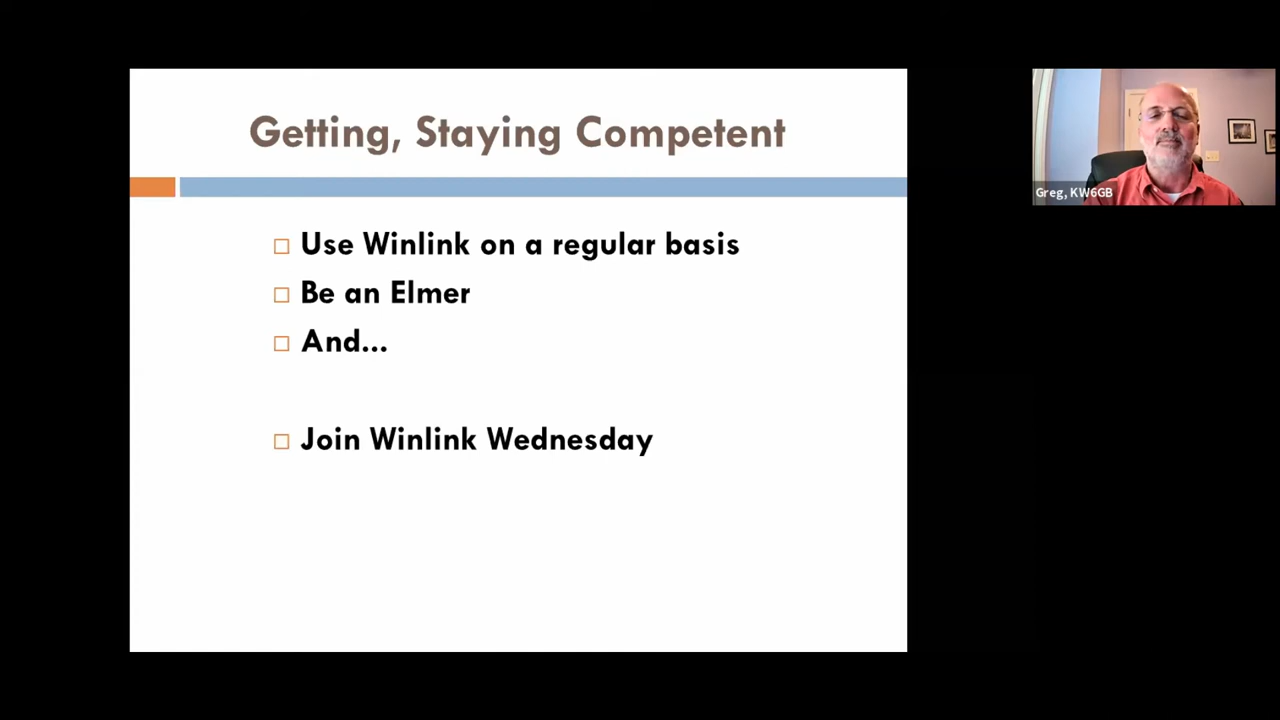 Getting, Staying Competent
Use Winlink on a regular basis
Be an Elmer
And...
Join Winlink Wednesday
Greg, KW6GB